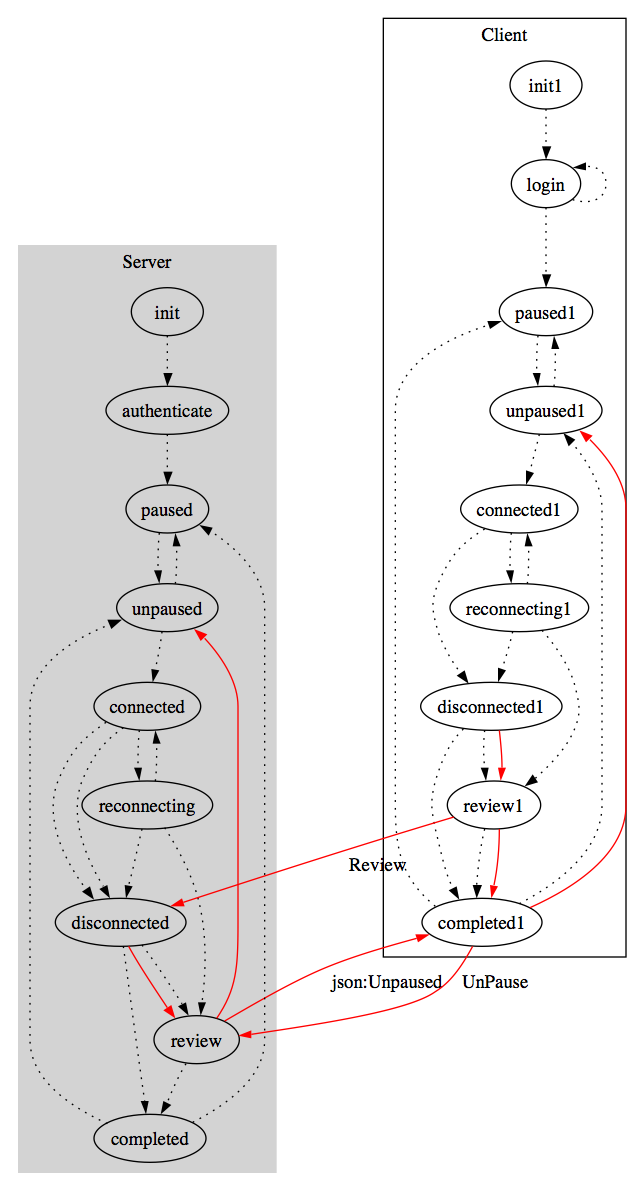 Client
init1
login
Server
init
paused1
authenticate
unpaused1
paused
connected1
unpaused
reconnecting1
connected
disconnected1
reconnecting
review1
Review
disconnected
completed1
json:Unpaused
UnPause
review
completed